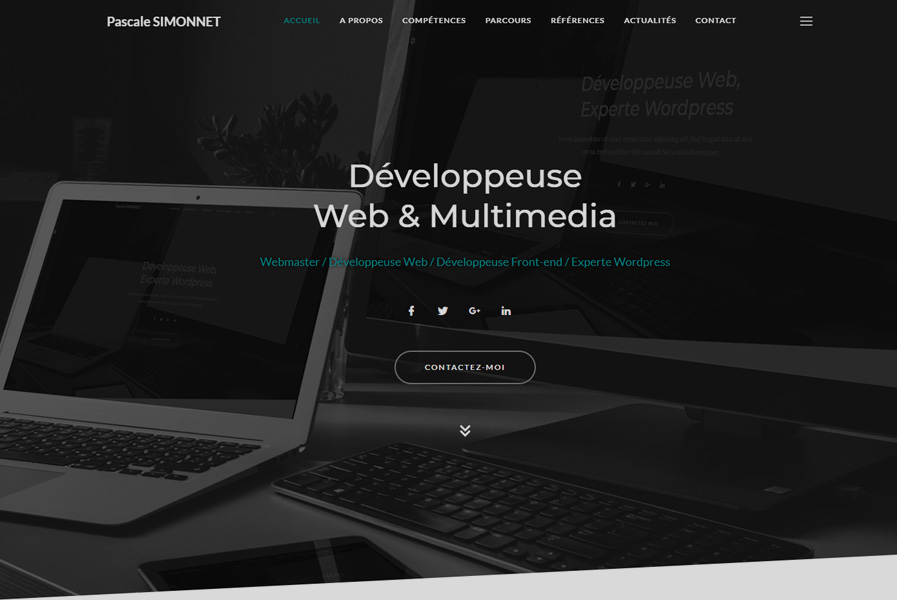 Pascale SIMONNET
ACCUEIL A PROPOS COMPÉTENCES PARCOURS RÉFÉRENCES ACTUALITÉS CONTACT
Développeuse Web,
Experte Wordpress
Développeuse
Web & Multimedia
Webmaster / Développeuse Web / Développeuse Front-end / Experte Wordpress
Développeuse Web,
Experte Wordpress
CONTACTEZ-MOI